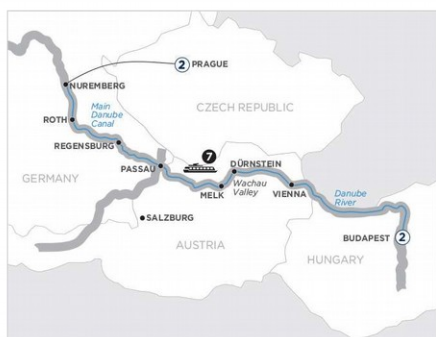 2
PRAGUE
NUREMBERG
CZECH REPUBLIC
Main
Danube
Canal
ROTH
REGENSBURG
7
PASSAU
DÜRNSTEIN
GERMANY
Wachau
Valley
MELK
VIENNA
Danube
River
SALZBURG
BUDAPEST
2
AUSTRIA
HUNGARY